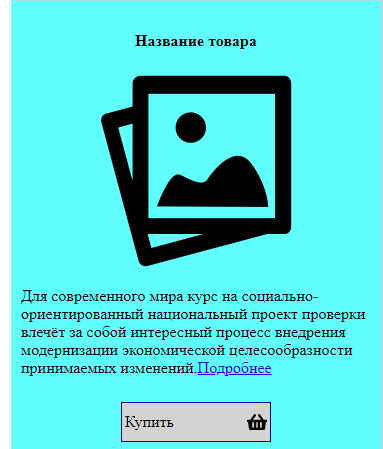 Название товара
Для современного мира курс на социально-
ориентированный национальный проект проверки
влечёт за собой интересный процесс внедрения
модернизации экономической целесообразности
принимаемых изменений.Подробнее
Купить